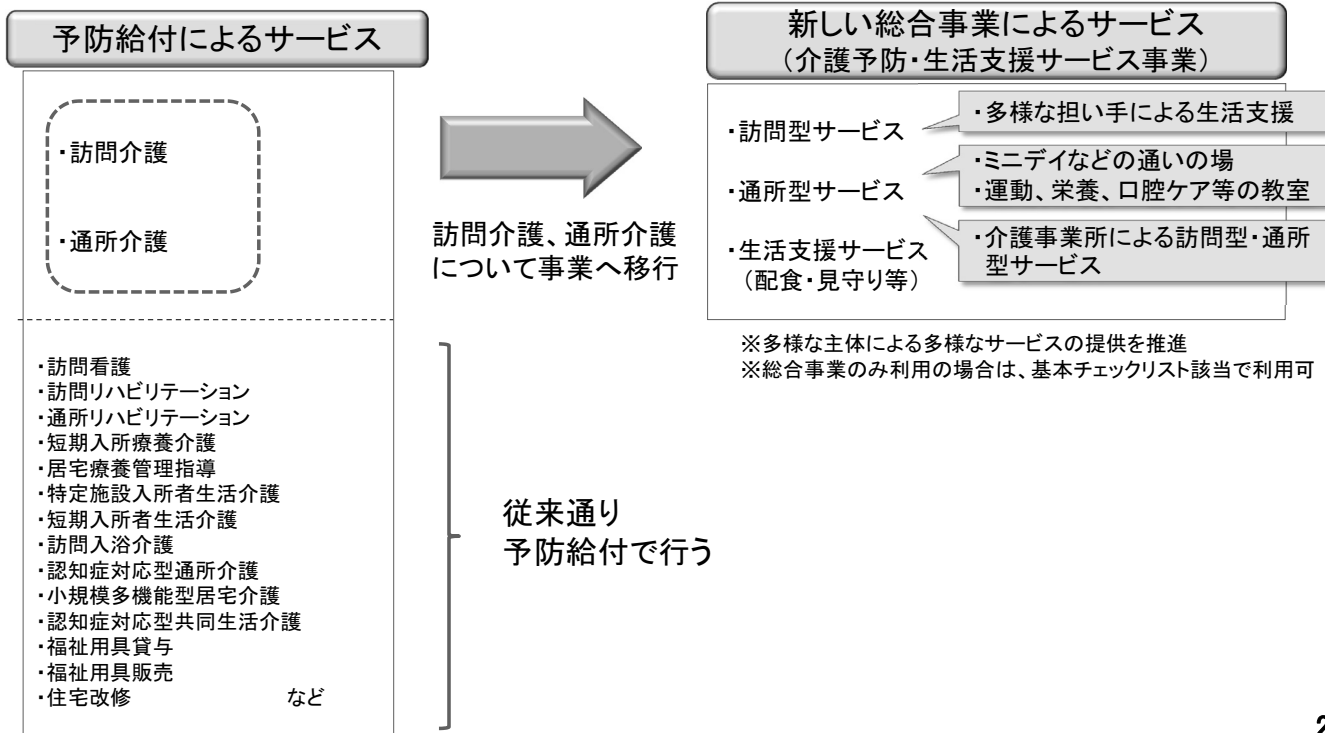 予防給付によるサービス
・訪問介護
・通所介護
訪問介護、通所介護
について事業へ移行
新しい総合事業によるサービス
（介護予防・生活支援サービス事業）
・訪問型サービス
・多様な担い手による生活支援
・通所型サービス
・ミニデイなどの通いの場
・運動、栄養、口腔ケア等の教室
・生活支援サービス
（配食・見守り等）
・介護事業所による訪問型・通所
型サービス
※多様な主体による多様なサービスの提供を推進
※総合事業のみ利用の場合は、基本チェックリスト該当で利用可
・訪問看護
・訪問リハビリテーション
・通所リハビリテーション
・短期入所療養介護
・居宅療養管理指導
・特定施設入所者生活介護
・短期入所者生活介護
・訪問入浴介護
・認知症対応型通所介護
・小規模多機能型居宅介護
・認知症対応型共同生活介護
・福祉用具貸与
・福祉用具販売
・住宅改修　など
従来通り
予防給付で行う